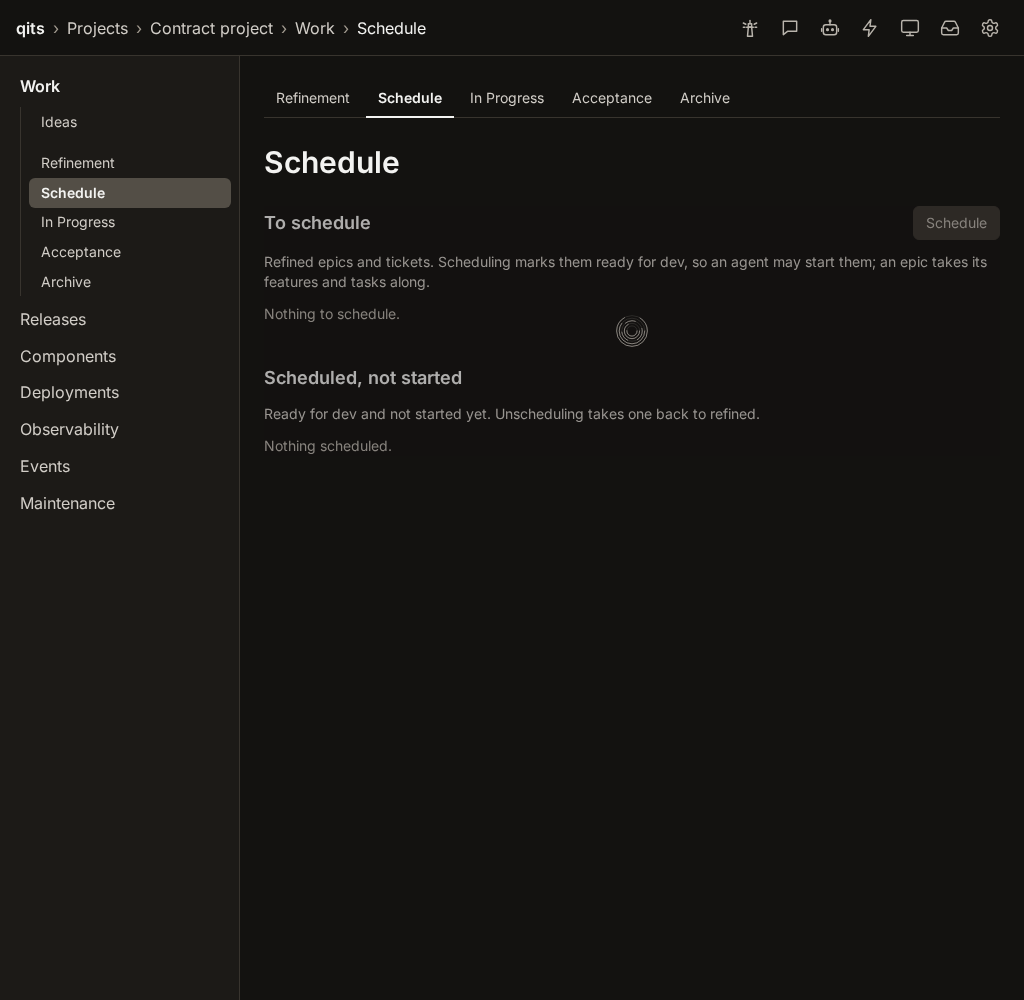 qits › Projects › Contract project › Work › Schedule
Work
Ideas
Refinement
Schedule
In Progress
Acceptance
Archive
Releases
Components
Deployments
Observability
Events
Maintenance
Refinement Schedule In Progress Acceptance Archive
Schedule
To schedule
Schedule
Refined epics and tickets. Scheduling marks them ready for dev, so an agent may start them; an epic takes its
features and tasks along.
Nothing to schedule.
Scheduled, not started
Ready for dev and not started yet. Unscheduling takes one back to refined.
Nothing scheduled.